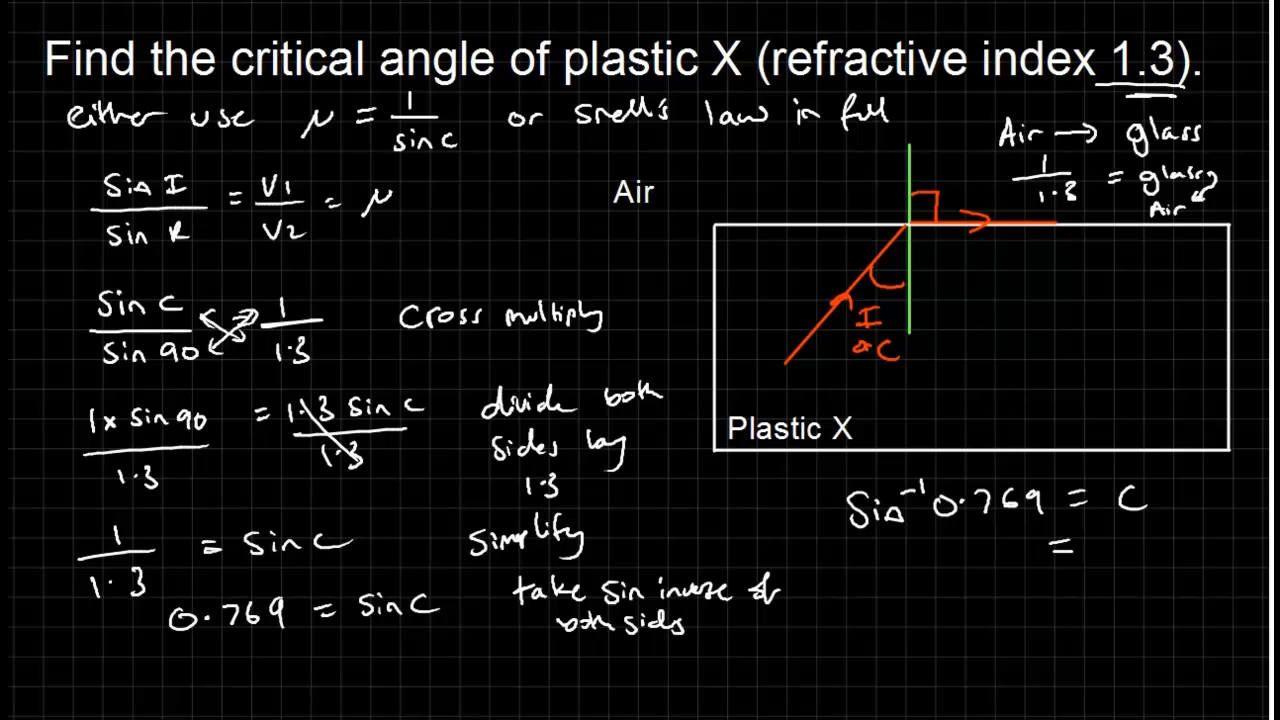 Find the critical angle of plastic X (refractive index 1.3).
either use μ = 1/sin c or snell's law in full
Air → glass
1/1.3 = glass → Air
Sin I / Sin R = V1/V2 = μ
Air
Sin C / Sin 90 = 1/1.3 cross multiply
I
or C
1 x sin 90 / 1.3 = 1.3 sin c / 1.3 divide both
sides by
1.3
Plastic X
1/1.3 = sin C simplify
0.769 = sin C take sin inverse of
both sides
Sin⁻¹ 0.769 = C
=